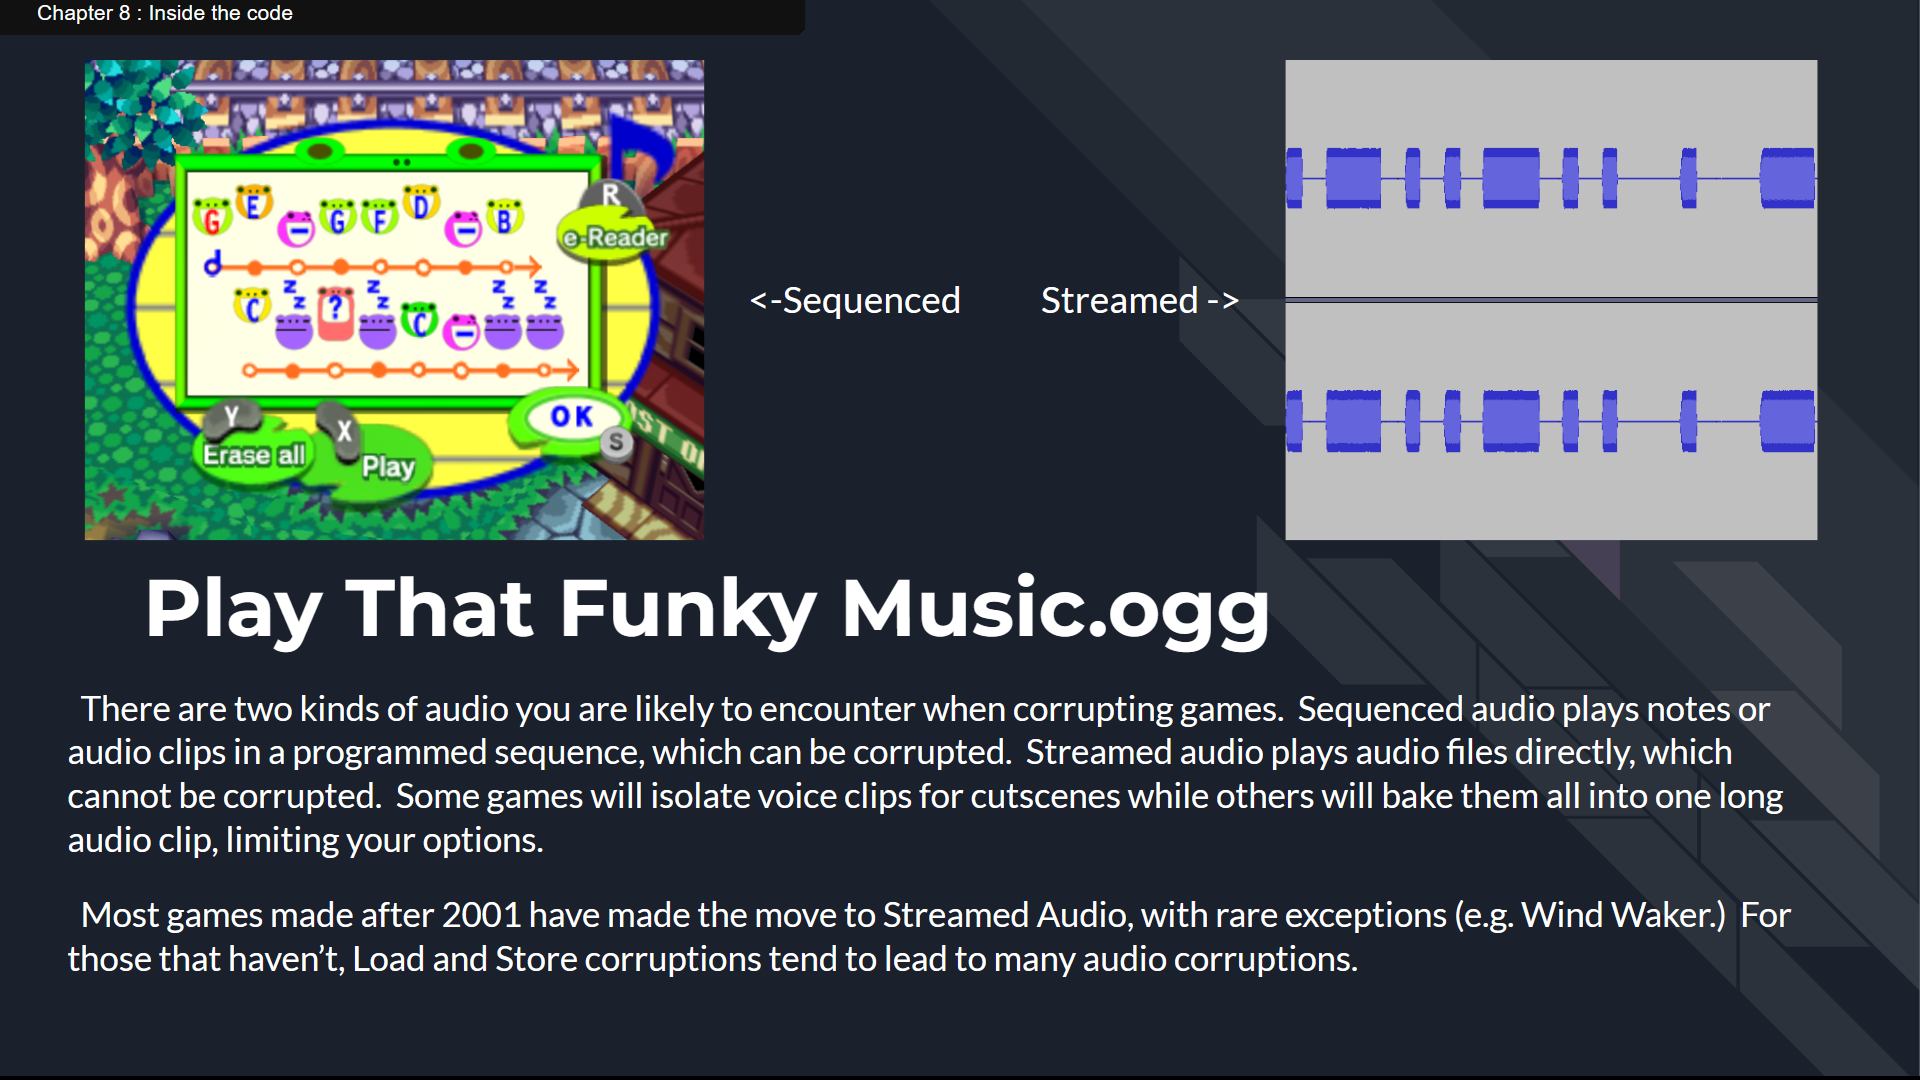 Chapter 8 : Inside the code
G E G F D B
R
e-Reader
z z z z
z z z z
C ? C
Y
X
Erase all
Play
OK
S
OST O
<-Sequenced
Streamed ->
Play That Funky Music.ogg
There are two kinds of audio you are likely to encounter when corrupting games. Sequenced audio plays notes or
audio clips in a programmed sequence, which can be corrupted. Streamed audio plays audio files directly, which
cannot be corrupted. Some games will isolate voice clips for cutscenes while others will bake them all into one long
audio clip, limiting your options.
Most games made after 2001 have made the move to Streamed Audio, with rare exceptions (e.g. Wind Waker.) For
those that haven’t, Load and Store corruptions tend to lead to many audio corruptions.